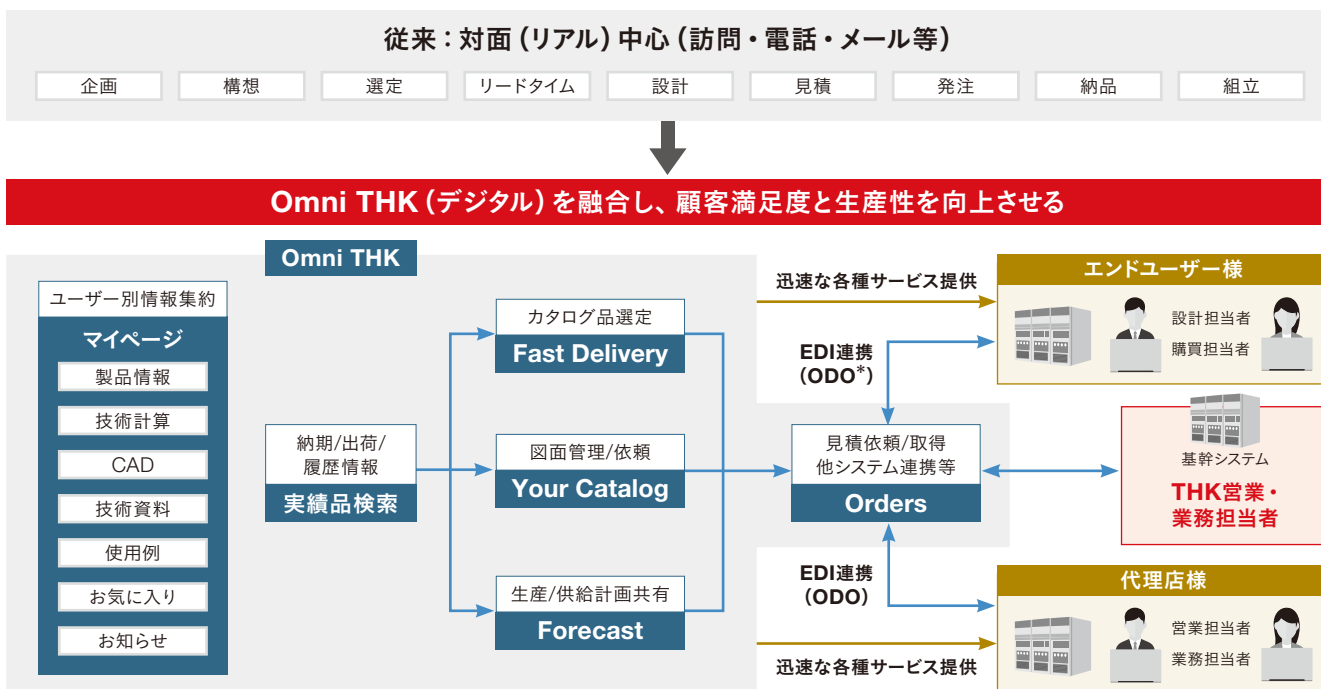 従来：対面（リアル）中心（訪問・電話・メール等）
企画
構想
選定
リードタイム
設計
見積
発注
納品
組立
Omni THK（デジタル）を融合し、顧客満足度と生産性を向上させる
Omni THK
ユーザー別情報集約
マイページ
製品情報
技術計算
CAD
技術資料
使用例
お気に入り
お知らせ
納期/出荷/
履歴情報
実績品検索
カタログ品選定
Fast Delivery
図面管理/依頼
Your Catalog
生産/供給計画共有
Forecast
見積依頼/取得
他システム連携等
Orders
迅速な各種サービス提供
EDI連携
（ODO*）
EDI連携
（ODO）
迅速な各種サービス提供
エンドユーザー様
設計担当者
購買担当者
基幹システム
THK営業・
業務担当者
代理店様
営業担当者
業務担当者